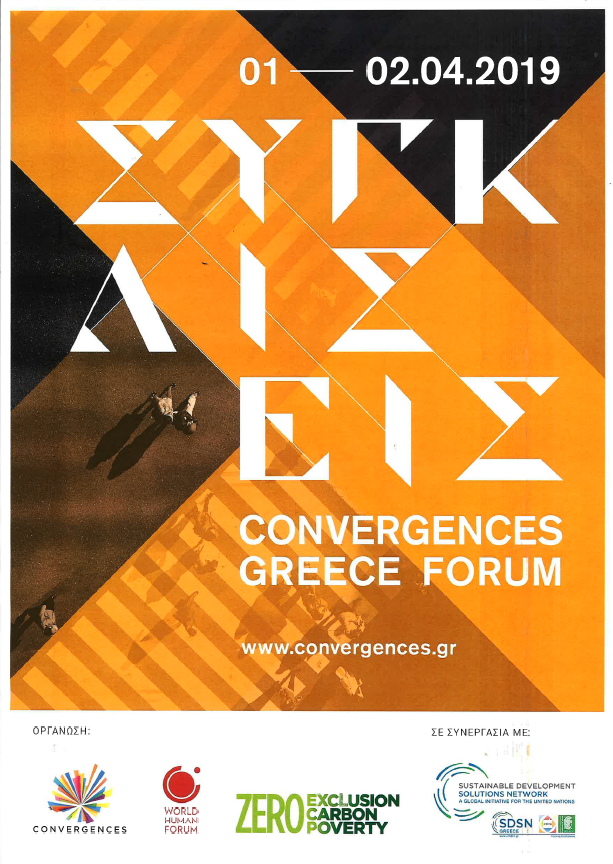 01 — 02.04.2019
ΣΥΓΚ
ΛΙΣ
ΕΙΣ
CONVERGENCES
GREECE FORUM
www.convergences.gr
ΟΡΓΑΝΩΣΗ:
ΣΕ ΣΥΝΕΡΓΑΣΙΑ ΜΕ:
CONVERGENCES
WORLD
HUMAN
FORUM
ZERO EXCLUSION
CARBON
POVERTY
SUSTAINABLE DEVELOPMENT
SOLUTIONS NETWORK
A GLOBAL INITIATIVE FOR THE UNITED NATIONS
SDSN
GREECE